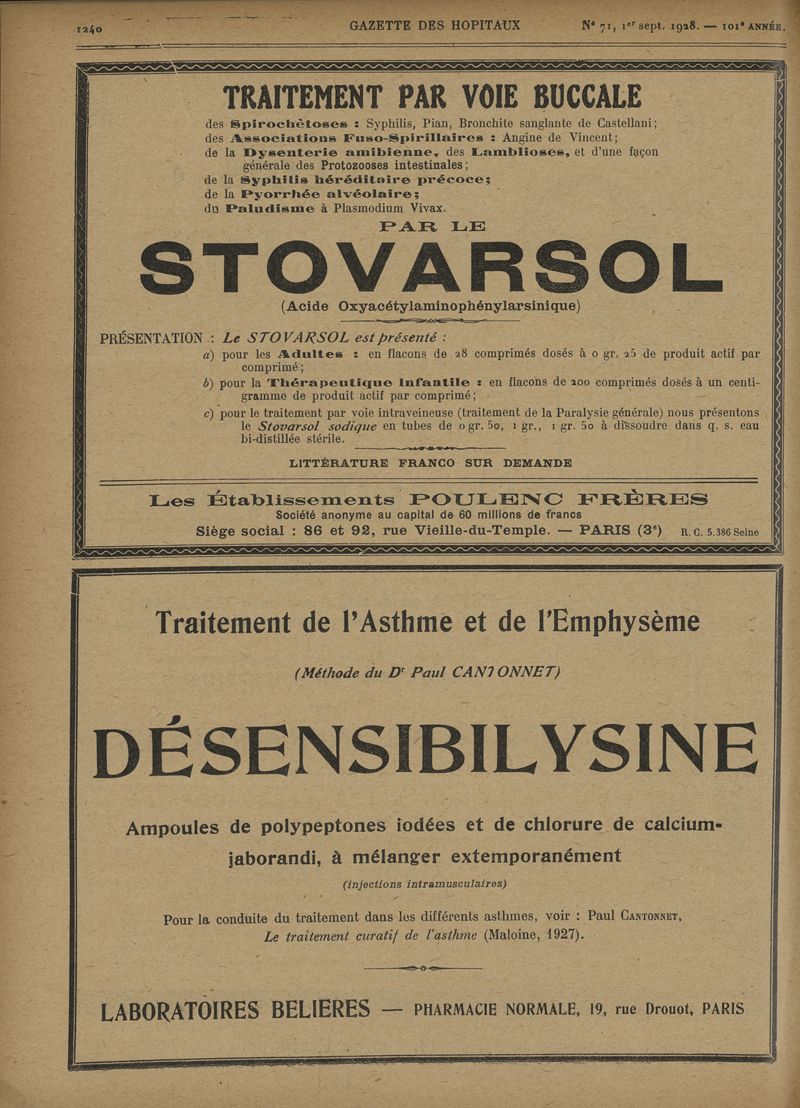 1240
GAZETTE DES HOPITAUX
N° 71, 1er sept. 1928. — 101e ANNÉE.
TRAITEMENT PAR VOIE BUCCALE
des Spirochètoses : Syphilis, Pian, Bronchite sanglante de Castellani;
des Associations Fuso-Spirillaires : Angine de Vincent;
de la Dysenterie amibienne, des Lamblioses, et d'une façon
générale des Protozooses intestinales;
de la Syphilis héréditaire précoce;
de la Pyorrhée alvéolaire;
du Paludisme à Plasmodium Vivax.
PAR LE
STOVARSOL
(Acide Oxyacétylaminophénylarsinique)
PRÉSENTATION : Le STOVARSOL est présenté :
a) pour les Adultes : en flacons de 28 comprimés dosés à 0 gr. 25 de produit actif par
comprimé;
b) pour la Thérapeutique Infantile : en flacons de 200 comprimés dosés à un centi-
gramme de produit actif par comprimé;
c) pour le traitement par voie intraveineuse (traitement de la Paralysie générale) nous présentons
le Stovarsol sodique en tubes de 0 gr. 50, 1 gr., 1 gr. 50 à dissoudre dans q. s. eau
bi-distillée stérile.
LITTÉRATURE FRANCO SUR DEMANDE
Les Établissements POULENC FRÈRES
Société anonyme au capital de 60 millions de francs
Siège social : 86 et 92, rue Vieille-du-Temple. — PARIS (3e) R. C. 5.386 Seine
Traitement de l'Asthme et de l'Emphysème
(Méthode du Dr Paul CANTONNET)
DÉSENSIBILYSINE
Ampoules de polypeptones iodées et de chlorure de calcium-
jaborandi, à mélanger extemporanément
(injections intramusculaires)
Pour la conduite du traitement dans les différents asthmes, voir : Paul CANTONNET,
Le traitement curatif de l'asthme (Maloine, 1927).
LABORATOIRES BELIERES — PHARMACIE NORMALE, 19, rue Drouot, PARIS